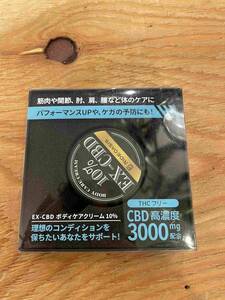 筋肉や関節、肘、肩、腰など体のケアに
パフォーマンスUPや、ケガの予防にも!
EX-CBD
10%
BODY CARE CREAM
EX-CBD ボディケアクリーム 10%
理想のコンディションを
保ちたいあなたをサポート!
THCフリー
CBD高濃度
3000mg
配合